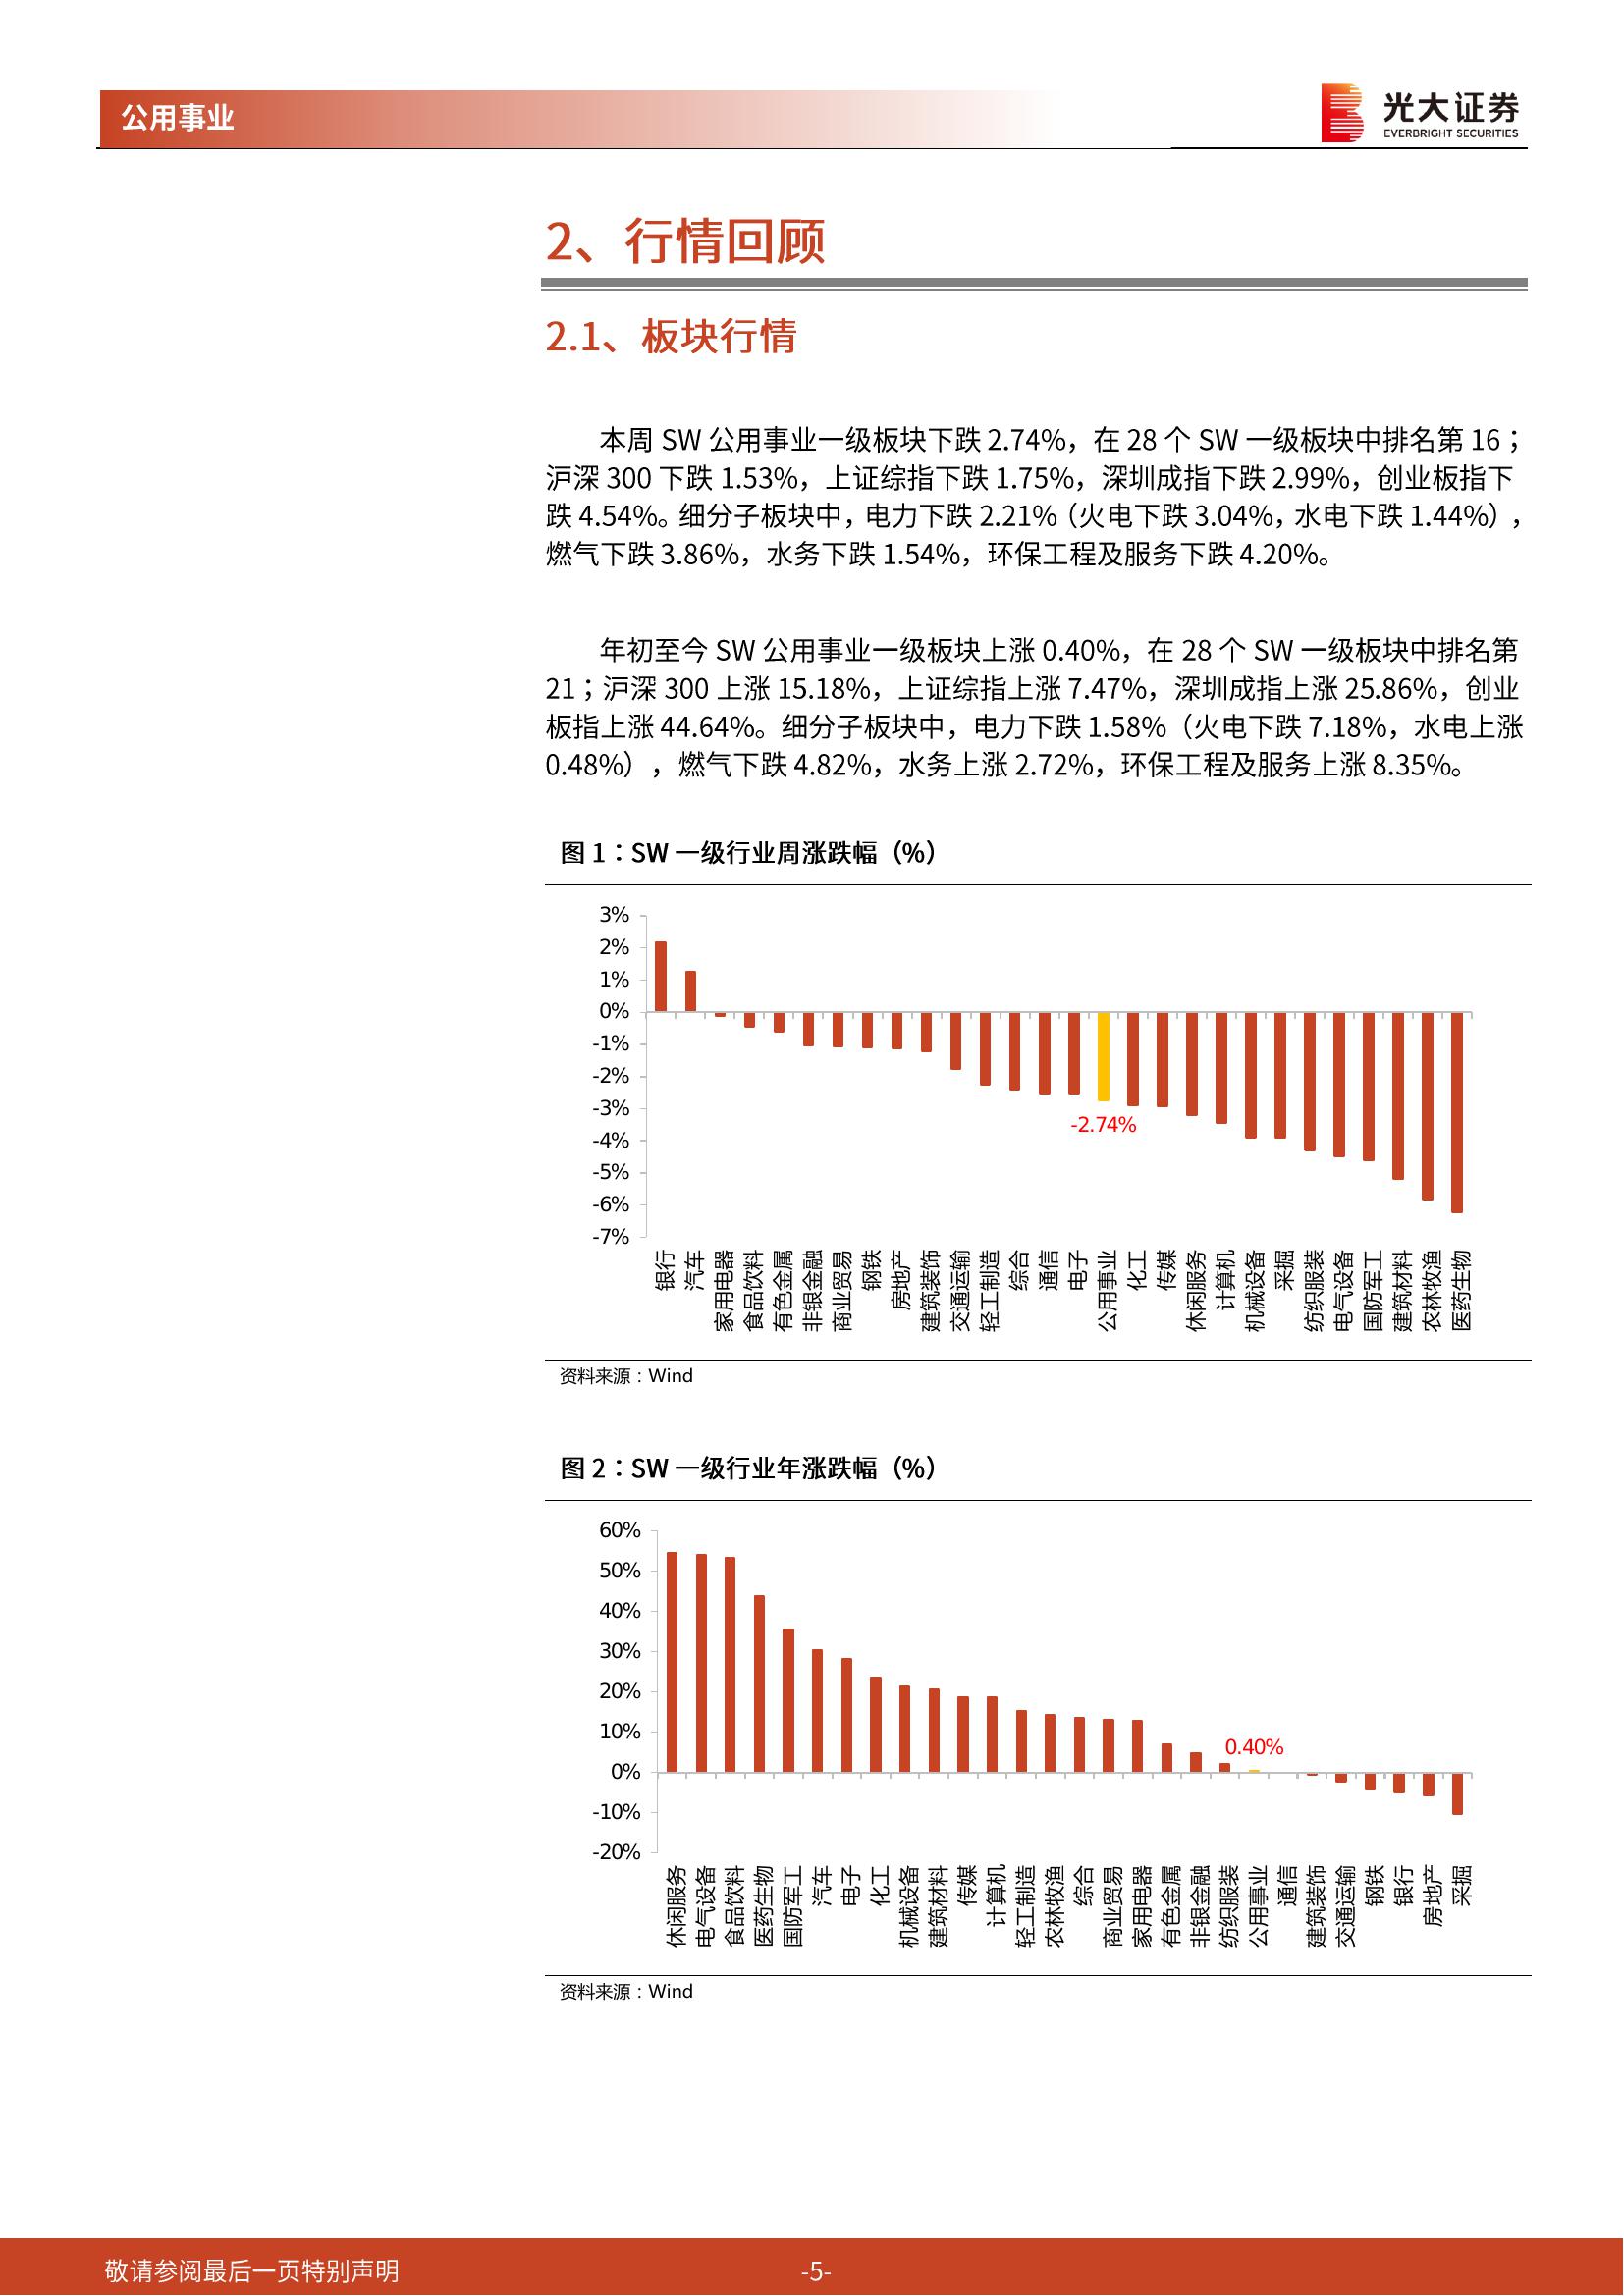 公用事业
光大证券
EVERBRIGHT SECURITIES
2、行情回顾
2.1、板块行情
本周 SW 公用事业一级板块下跌 2.74%，在 28 个 SW 一级板块中排名第 16；
沪深 300 下跌 1.53%，上证综指下跌 1.75%，深圳成指下跌 2.99%，创业板指下
跌 4.54%。细分子板块中，电力下跌 2.21%（火电下跌 3.04%，水电下跌 1.44%），
燃气下跌 3.86%，水务下跌 1.54%，环保工程及服务下跌 4.20%。
年初至今 SW 公用事业一级板块上涨 0.40%，在 28 个 SW 一级板块中排名第
21；沪深 300 上涨 15.18%，上证综指上涨 7.47%，深圳成指上涨 25.86%，创业
板指上涨 44.64%。细分子板块中，电力下跌 1.58%（火电下跌 7.18%，水电上涨
0.48%），燃气下跌 4.82%，水务上涨 2.72%，环保工程及服务上涨 8.35%。
图 1：SW 一级行业周涨跌幅（%）
3%
2%
1%
0%
-1%
-2%
-3%
-4%
-5%
-6%
-7%
-2.74%
银行
汽车
家用电器
食品饮料
有色金属
非银金融
商业贸易
钢铁
房地产
建筑装饰
交通运输
轻工制造
综合
通信
电子
公用事业
化工
传媒
休闲服务
计算机
机械设备
采掘
纺织服装
电气设备
国防军工
建筑材料
农林牧渔
医药生物
资料来源：Wind
图 2：SW 一级行业年涨跌幅（%）
60%
50%
40%
30%
20%
10%
0%
-10%
-20%
0.40%
休闲服务
电气设备
食品饮料
医药生物
国防军工
汽车
电子
化工
机械设备
建筑材料
传媒
计算机
轻工制造
农林牧渔
综合
商业贸易
家用电器
有色金属
非银金融
纺织服装
公用事业
通信
建筑装饰
交通运输
钢铁
银行
房地产
采掘
资料来源：Wind
敬请参阅最后一页特别声明
-5-